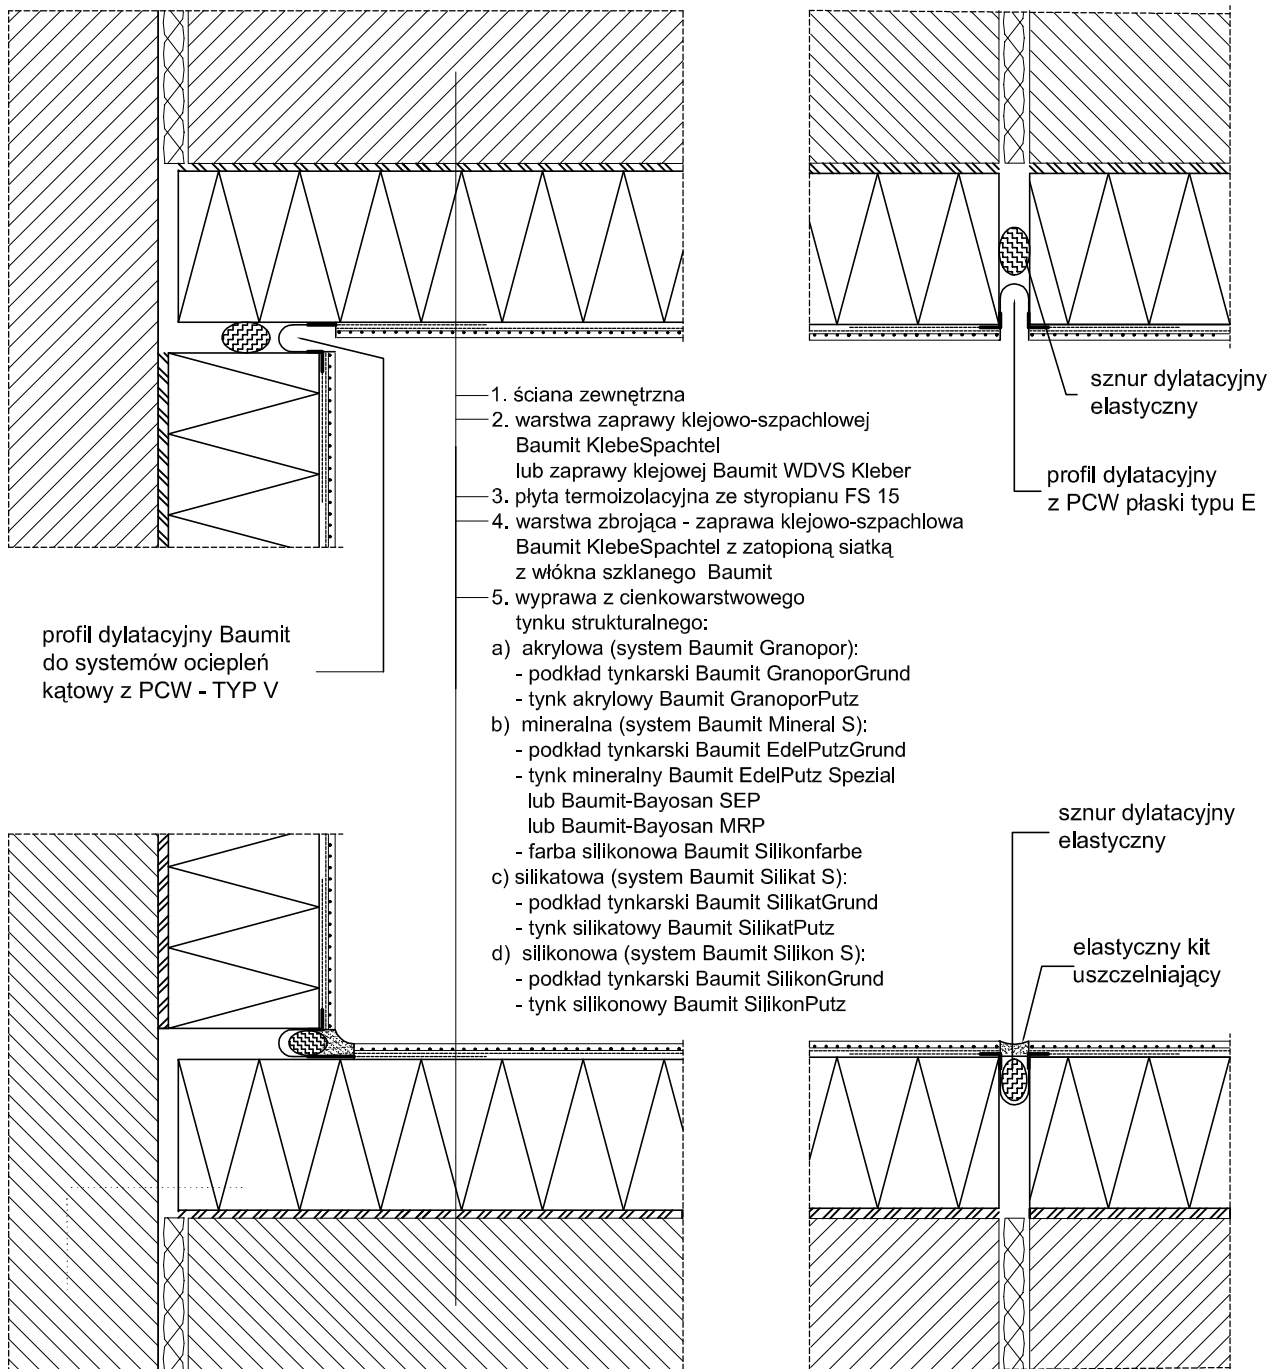 1. ściana zewnętrzna
2. warstwa zaprawy klejowo-szpachlowej
Baumit KlebeSpachtel
lub zaprawy klejowej Baumit WDVS Kleber
3. płyta termoizolacyjna ze styropianu FS 15
4. warstwa zbrojąca - zaprawa klejowo-szpachlowa
Baumit KlebeSpachtel z zatopioną siatką
z włókna szklanego Baumit
5. wyprawa z cienkowarstwowego
tynku strukturalnego:
a) akrylowa (system Baumit Granopor):
- podkład tynkarski Baumit GranoporGrund
- tynk akrylowy Baumit GranoporPutz
b) mineralna (system Baumit Mineral S):
- podkład tynkarski Baumit EdelPutzGrund
- tynk mineralny Baumit EdelPutz Spezial
lub Baumit-Bayosan SEP
lub Baumit-Bayosan MRP
- farba silikonowa Baumit Silikonfarbe
c) silikatowa (system Baumit Silikat S):
- podkład tynkarski Baumit SilikatGrund
- tynk silikatowy Baumit SilikatPutz
d) silikonowa (system Baumit Silikon S):
- podkład tynkarski Baumit SilikonGrund
- tynk silikonowy Baumit SilikonPutz
profil dylatacyjny Baumit
do systemów ociepleń
kątowy z PCW - TYP V
sznur dylatacyjny
elastyczny
profil dylatacyjny
z PCW płaski typu E
sznur dylatacyjny
elastyczny
elastyczny kit
uszczelniający